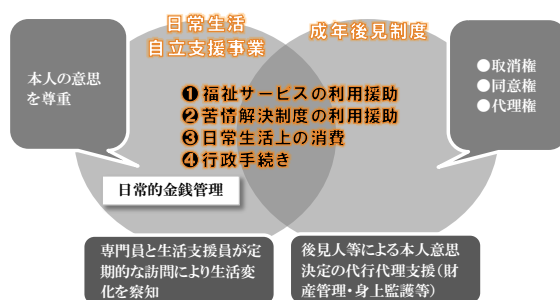 日常生活
自立支援事業
成年後見制度
本人の意思
を尊重
●取消権
●同意権
●代理権
❶福祉サービスの利用援助
❷苦情解決制度の利用援助
❸日常生活上の消費
❹行政手続き
日常的金銭管理
専門員と生活支援員が定
期的な訪問により生活変
化を察知
後見人等による本人意思
決定の代行代理支援（財
産管理・身上監護等）